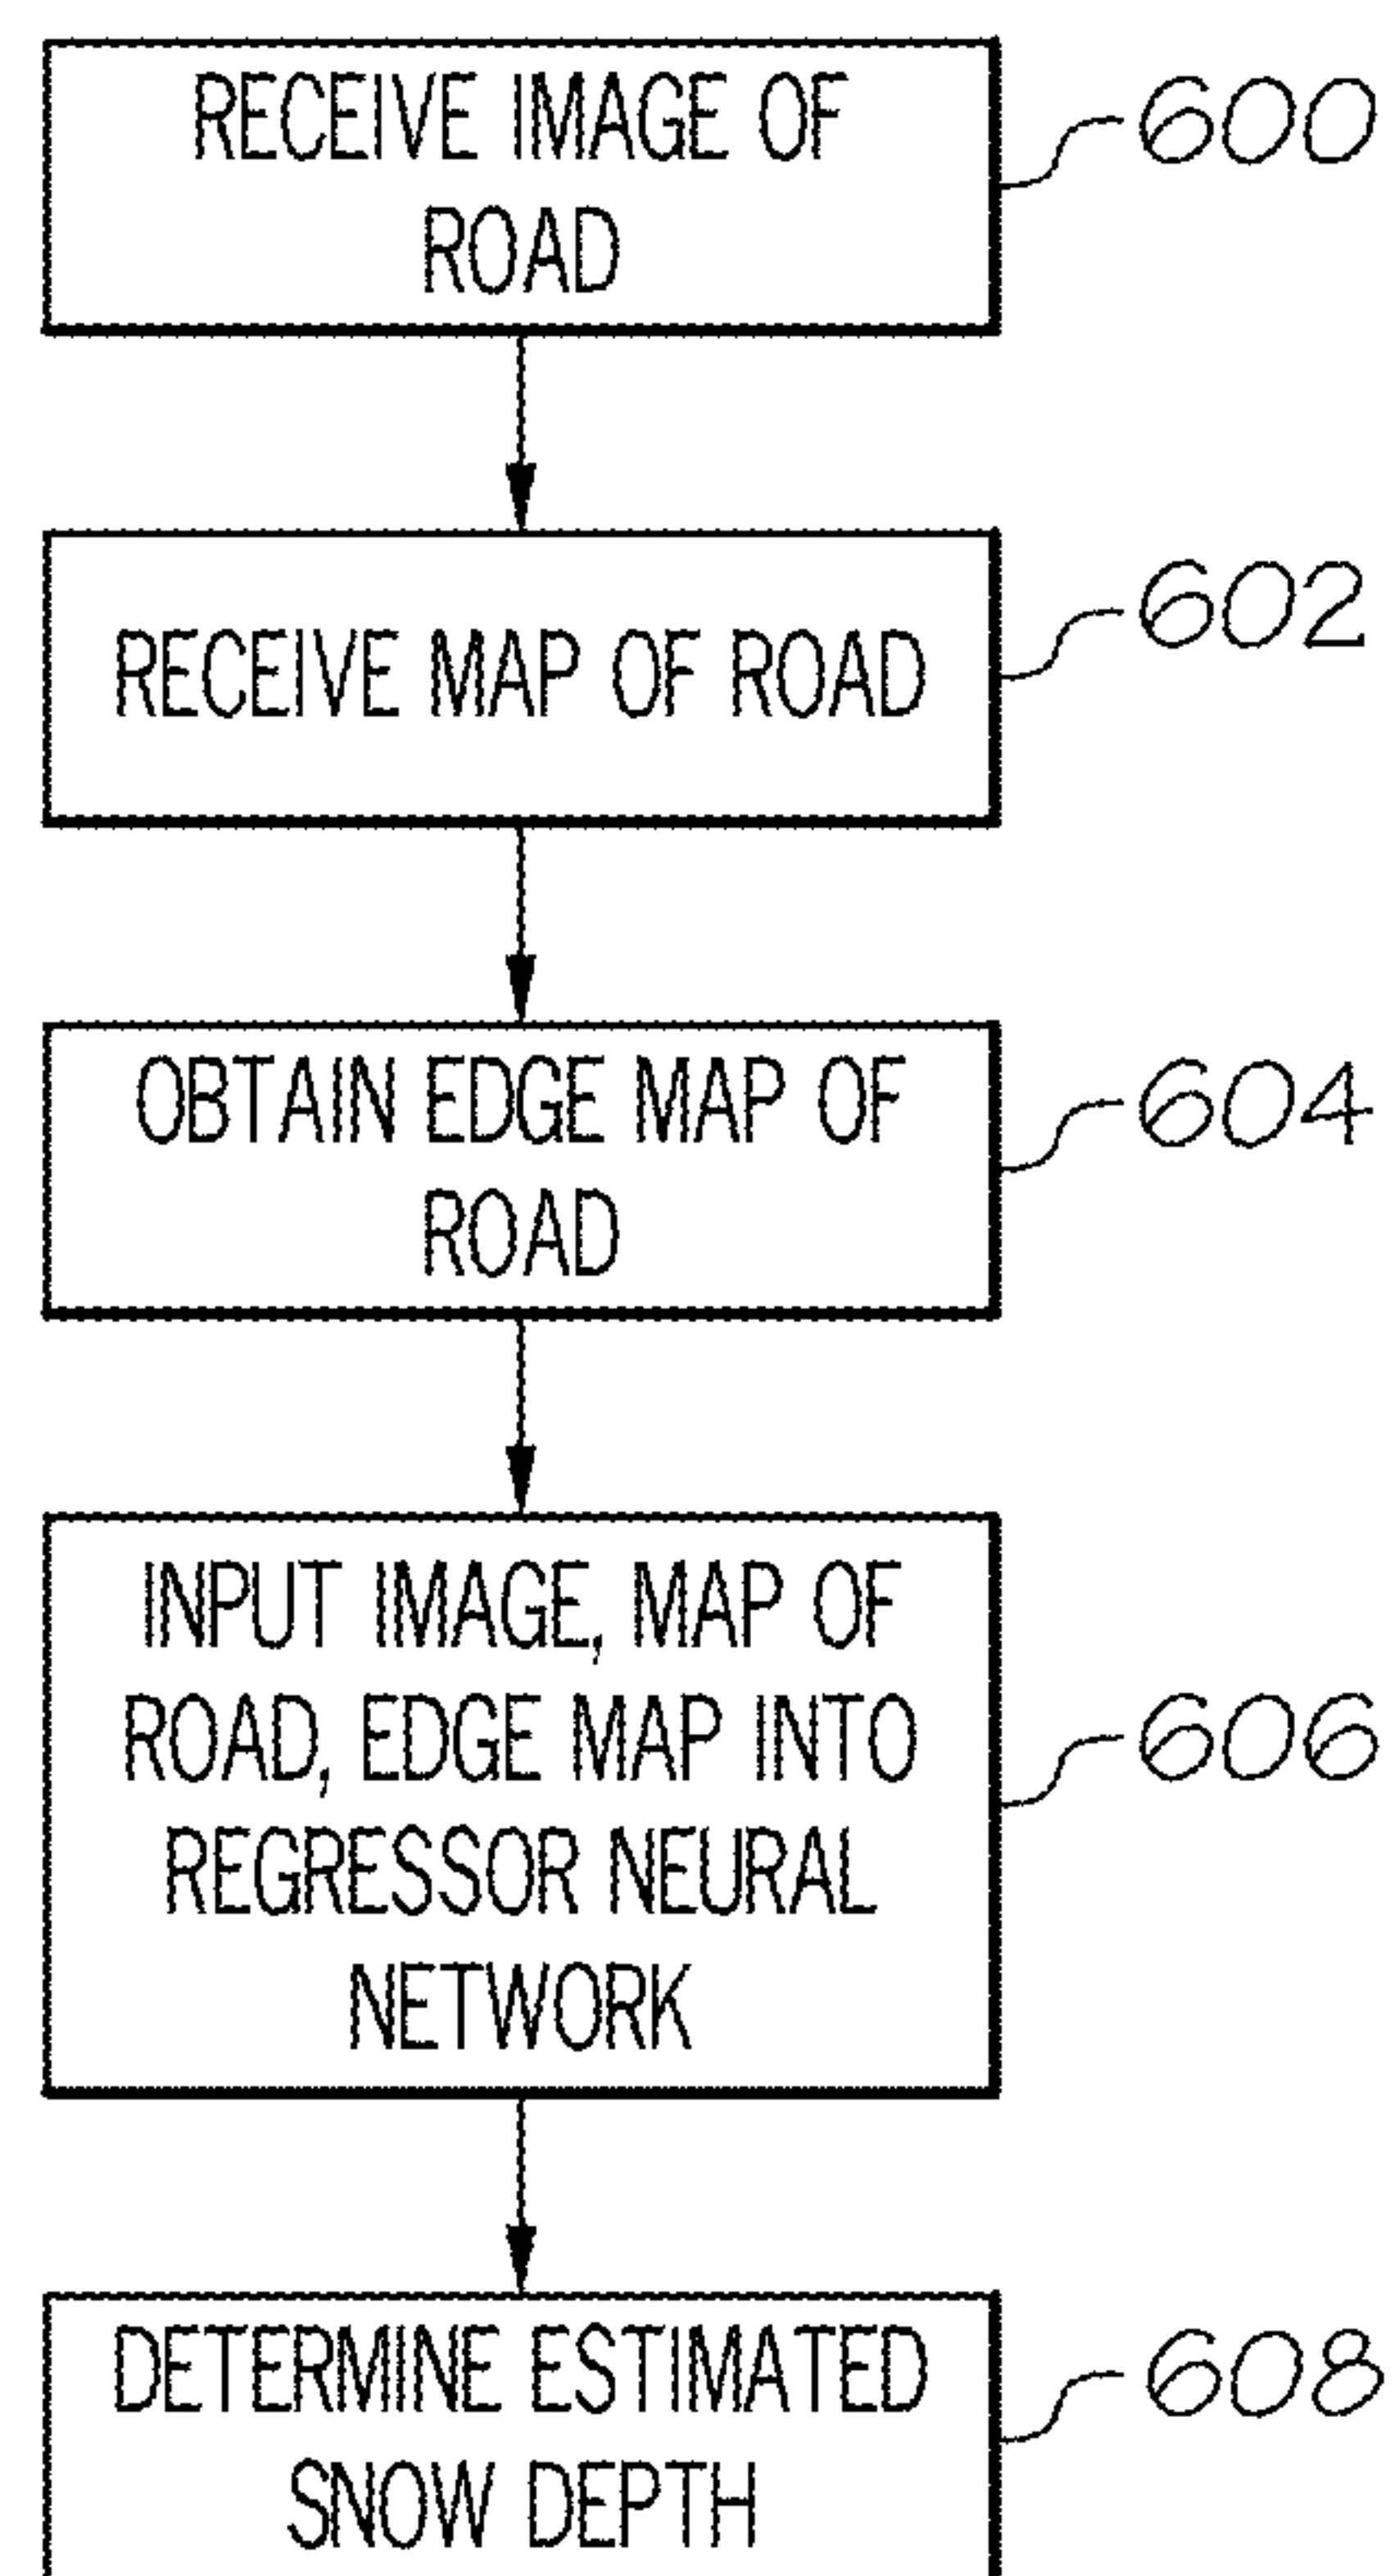 RECEIVE IMAGE OF
ROAD
600
RECEIVE MAP OF ROAD
602
OBTAIN EDGE MAP OF
ROAD
604
INPUT IMAGE, MAP OF
ROAD, EDGE MAP INTO
REGRESSOR NEURAL
NETWORK
606
DETERMINE ESTIMATED
SNOW DEPTH
608